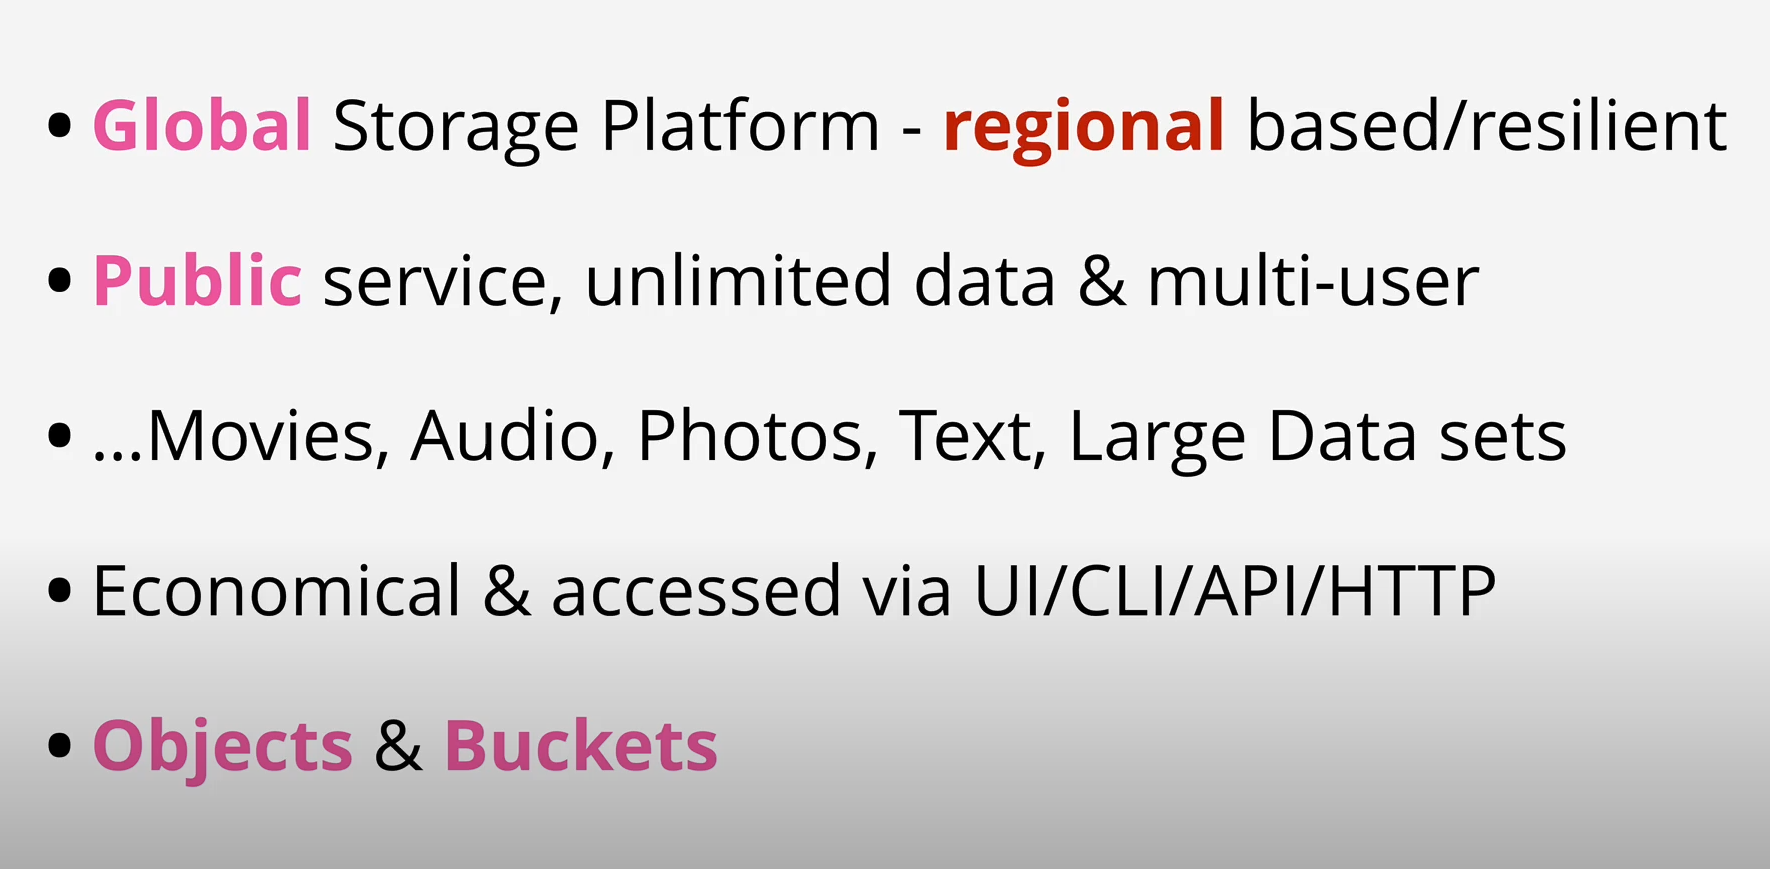 • Global Storage Platform - regional based/resilient
• Public service, unlimited data & multi-user
• ...Movies, Audio, Photos, Text, Large Data sets
• Economical & accessed via UI/CLI/API/HTTP
• Objects & Buckets